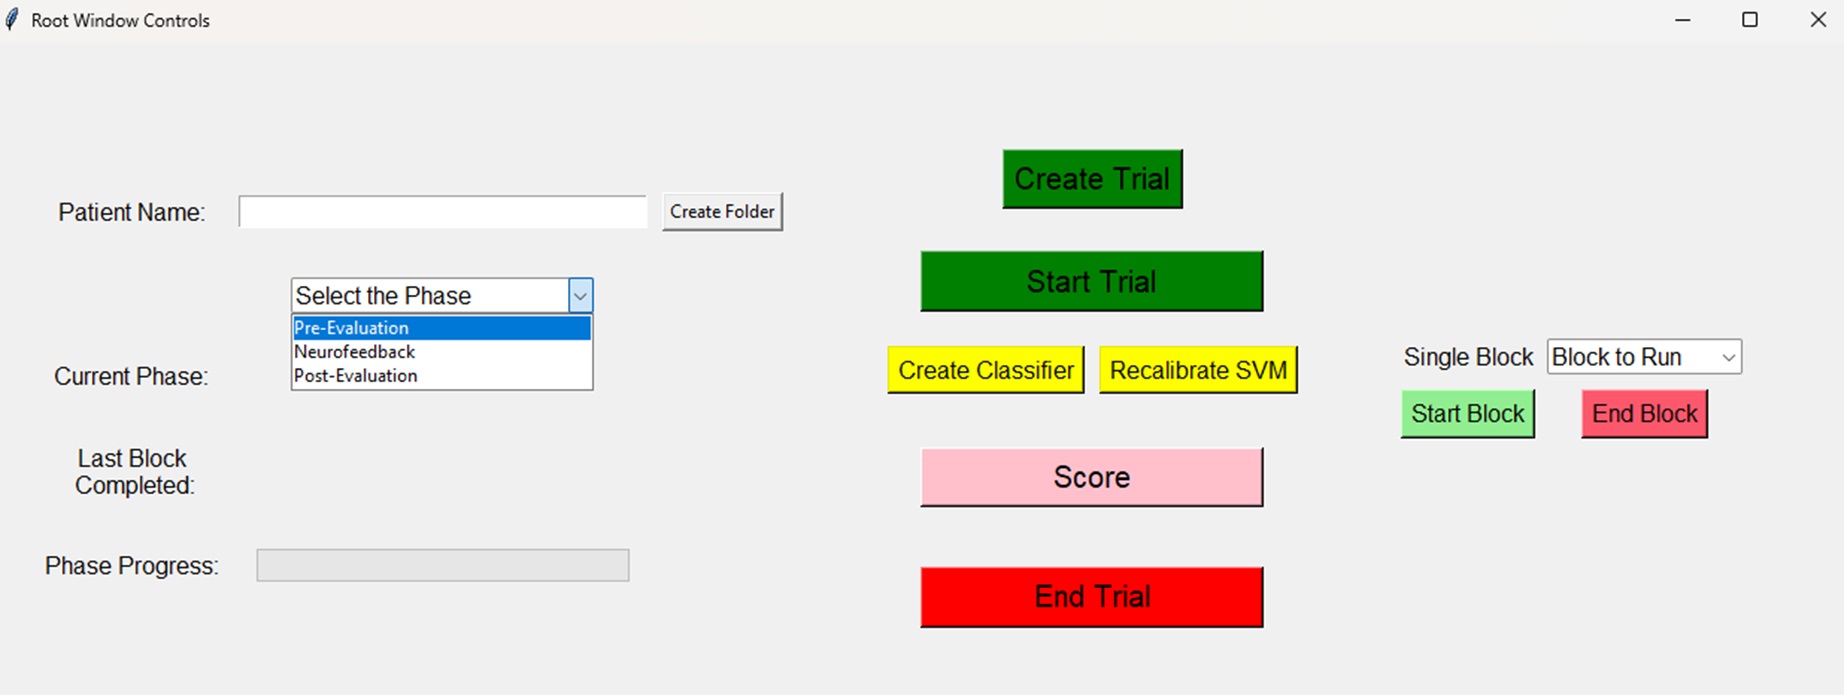 Root Window Controls
Patient Name:
Create Folder
Select the Phase
Pre-Evaluation
Neurofeedback
Post-Evaluation
Current Phase:
Last Block
Completed:
Phase Progress:
Create Trial
Start Trial
Create Classifier
Recalibrate SVM
Score
End Trial
Single Block
Block to Run
Start Block
End Block